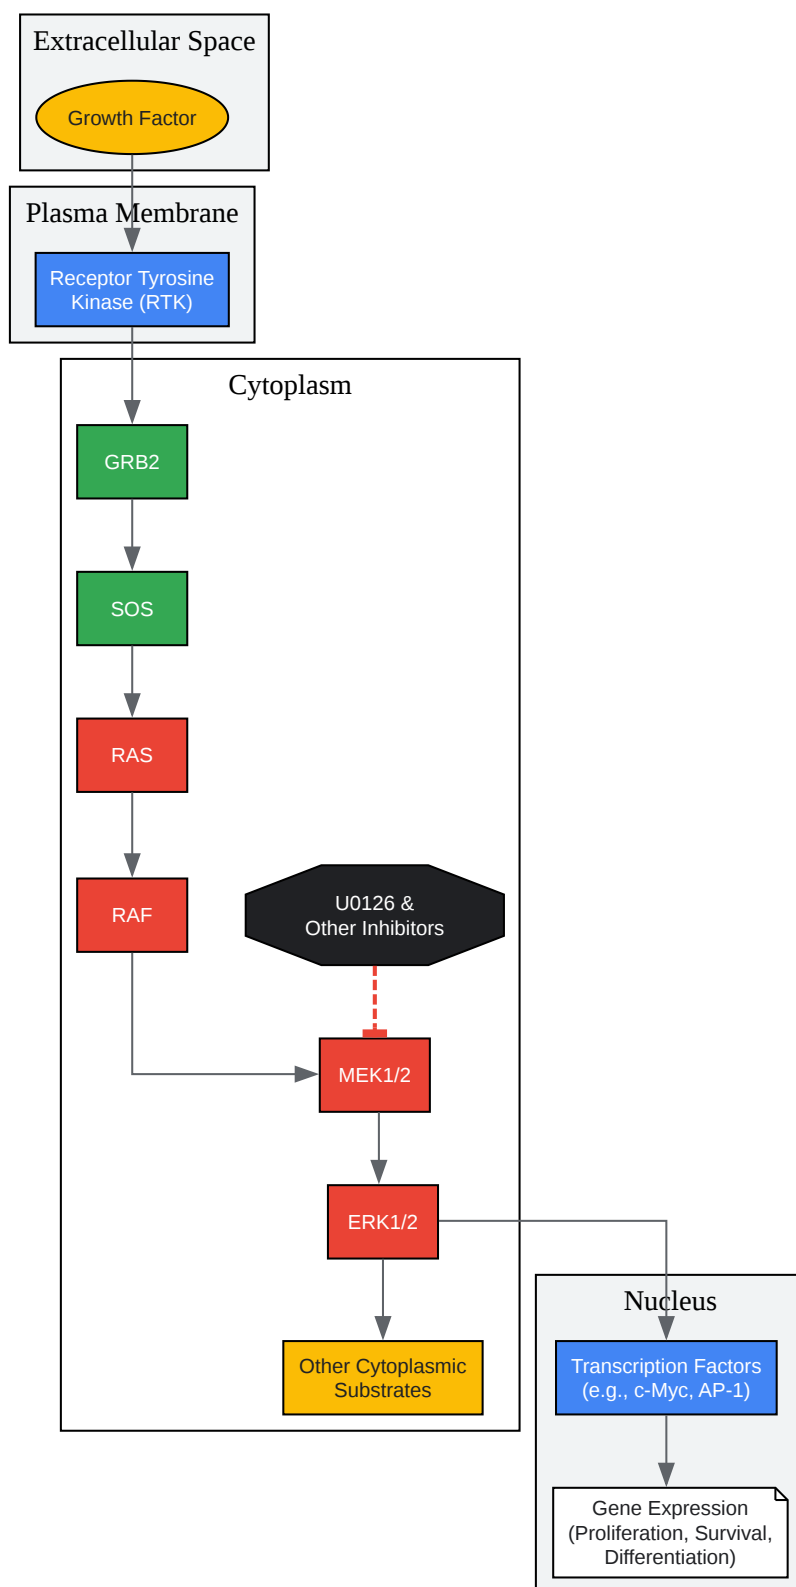 Extracellular Space
Growth Factor
Plasma Membrane
Receptor Tyrosine
Kinase (RTK)
Cytoplasm
GRB2
SOS
RAS
RAF
U0126 &
Other Inhibitors
MEK1/2
ERK1/2
Other Cytoplasmic
Substrates
Nucleus
Transcription Factors
(e.g., c-Myc, AP-1)
Gene Expression
(Proliferation, Survival,
Differentiation)